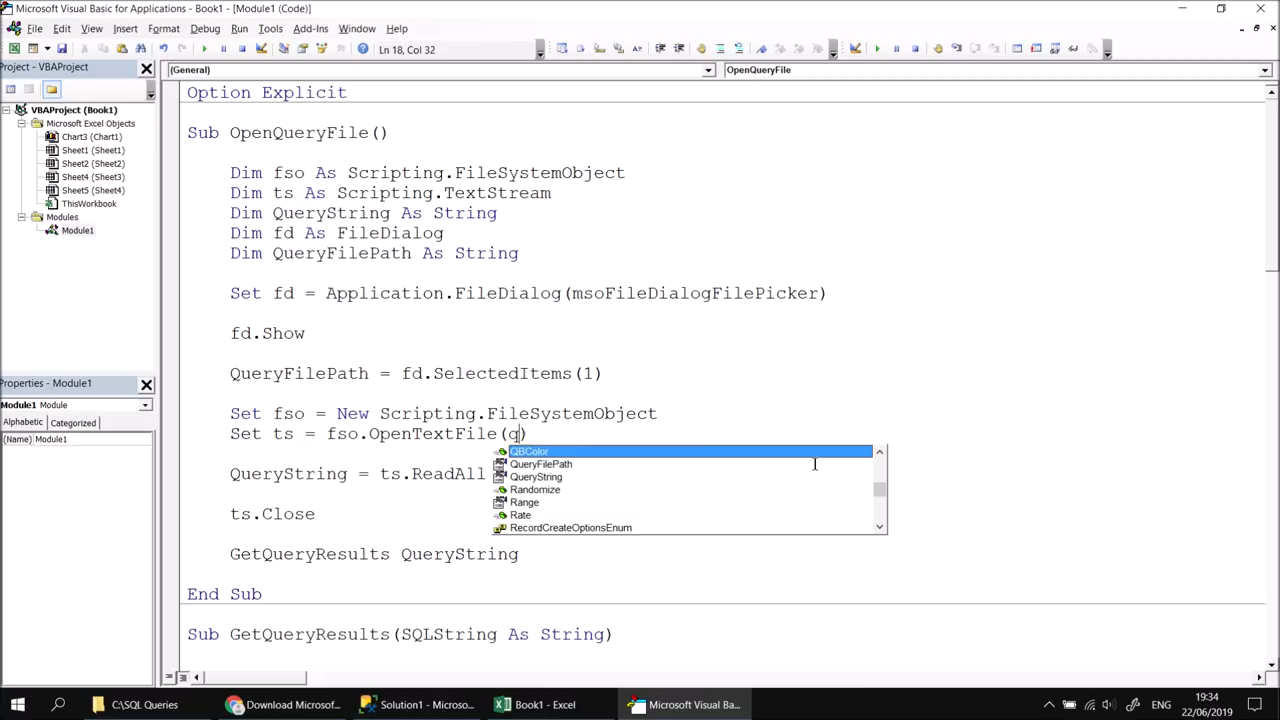 Microsoft Visual Basic for Applications - Book1 - [Module1 (Code)]
File Edit View Insert Format Debug Run Tools Add-Ins Window Help
Ln 18, Col 32
Project - VBAProject
(General)
OpenQueryFile
VBAProject (Book1)
Microsoft Excel Objects
Chart3 (Chart1)
Sheet1 (Sheet1)
Sheet2 (Sheet2)
Sheet4 (Sheet3)
Sheet5 (Sheet4)
ThisWorkbook
Modules
Module1
Properties - Module1
Module1 Module
Alphabetic Categorized
(Name) Module1
Option Explicit
Sub OpenQueryFile()
Dim fso As Scripting.FileSystemObject
Dim ts As Scripting.TextStream
Dim QueryString As String
Dim fd As FileDialog
Dim QueryFilePath As String
Set fd = Application.FileDialog(msoFileDialogFilePicker)
fd.Show
QueryFilePath = fd.SelectedItems(1)
Set fso = New Scripting.FileSystemObject
Set ts = fso.OpenTextFile(q)
QBColor
QueryFilePath
QueryString
Randomize
Range
Rate
RecordCreateOptionsEnum
QueryString = ts.ReadAll
ts.Close
GetQueryResults QueryString
End Sub
Sub GetQueryResults(SQLString As String)
C:\SQL Queries
Download Microsof...
Solution1 - Microso...
Book1 - Excel
Microsoft Visual Ba...
ENG
19:34
22/06/2019